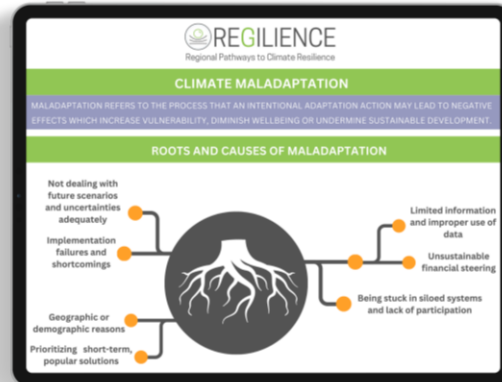 REGILIENCE
Regional Pathways to Climate Resilience
CLIMATE MALADAPTATION
MALADAPTATION REFERS TO THE PROCESS THAT AN INTENTIONAL ADAPTATION ACTION MAY LEAD TO NEGATIVE
EFFECTS WHICH INCREASE VULNERABILITY, DIMINISH WELLBEING OR UNDERMINE SUSTAINABLE DEVELOPMENT.
ROOTS AND CAUSES OF MALADAPTATION
Not dealing with
future scenarios
and uncertainties
adequately
Implementation
failures and
shortcomings
Geographic or
demographic reasons
Prioritizing short-term,
popular solutions
Limited information
and improper use of
data
Unsustainable
financial steering
Being stuck in siloed systems
and lack of participation